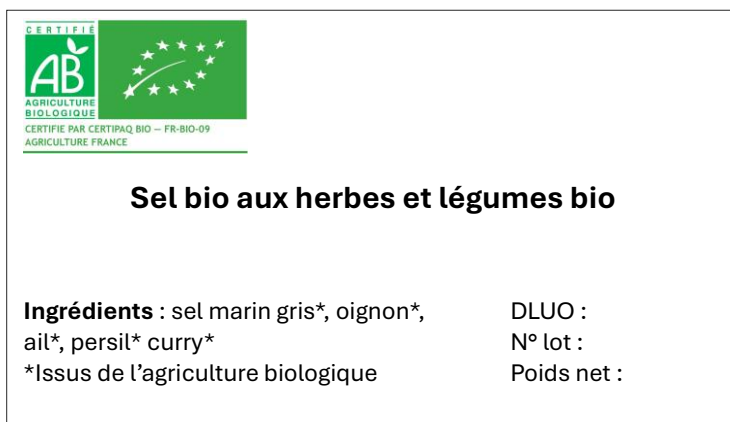 CERTIFIÉ
AB
AGRICULTURE
BIOLOGIQUE
CERTIFIE PAR CERTIPAQ BIO – FR-BIO-09
AGRICULTURE FRANCE
Sel bio aux herbes et légumes bio
Ingrédients : sel marin gris*, oignon*,
ail*, persil* curry*
*Issus de l’agriculture biologique
DLUO :
N° lot :
Poids net :